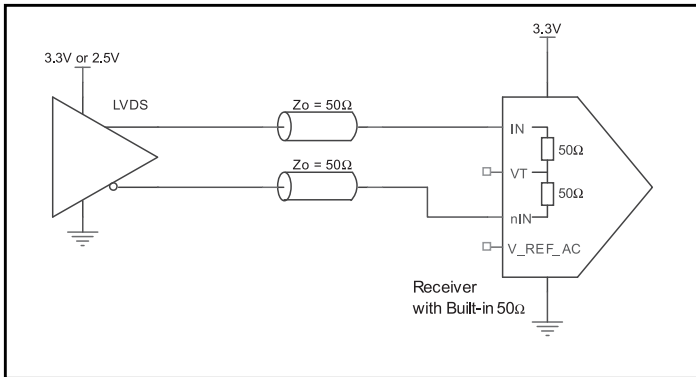 3.3V or 2.5V
LVDS
Zo = 50Ω
Zo = 50Ω
3.3V
IN
50Ω
VT
50Ω
nIN
V_REF_AC
Receiver
with Built-in 50Ω